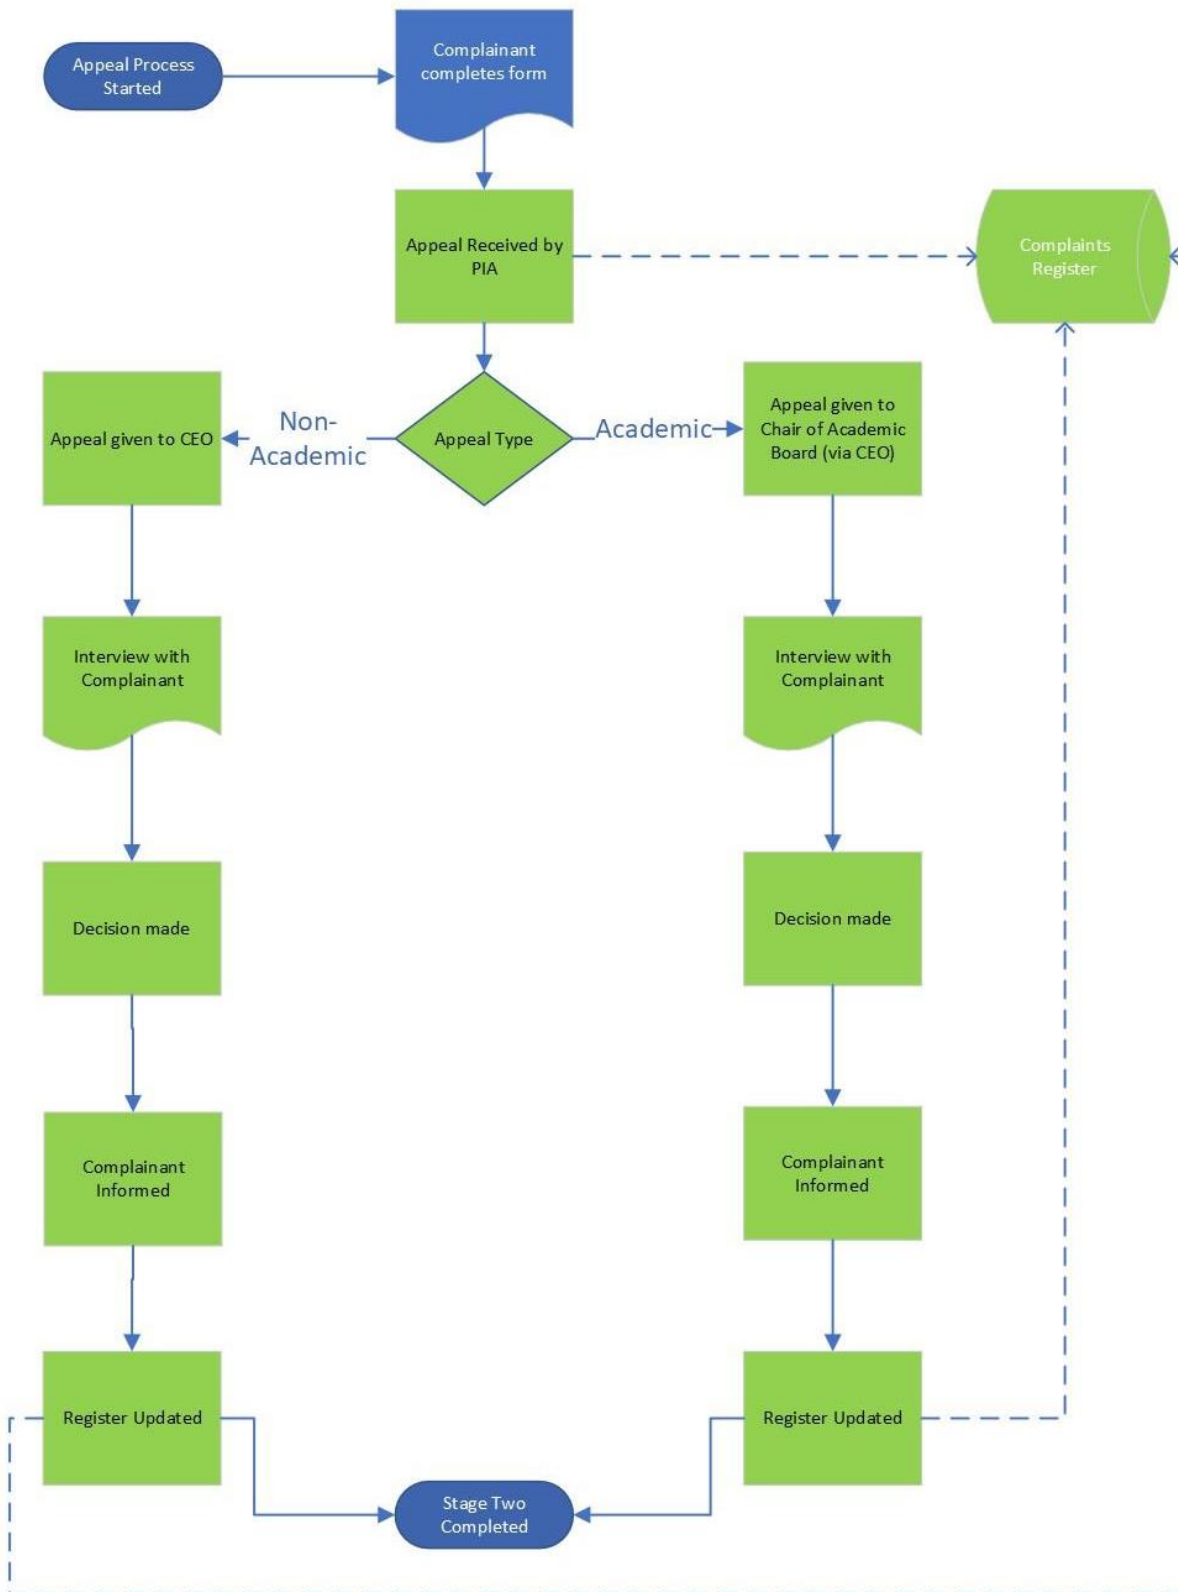 Appeal Process
Started
Complainant
completes form
Appeal Received by
PIA
Complaints
Register
Appeal given to CEO
Non-
Academic
Appeal Type
Academic
Appeal given to
Chair of Academic
Board (via CEO)
Interview with
Complainant
Interview with
Complainant
Decision made
Decision made
Complainant
Informed
Complainant
Informed
Register Updated
Register Updated
Stage Two
Completed